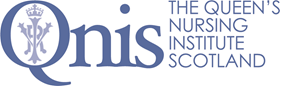 Qnis
THE QUEEN'S
NURSING
INSTITUTE
SCOTLAND